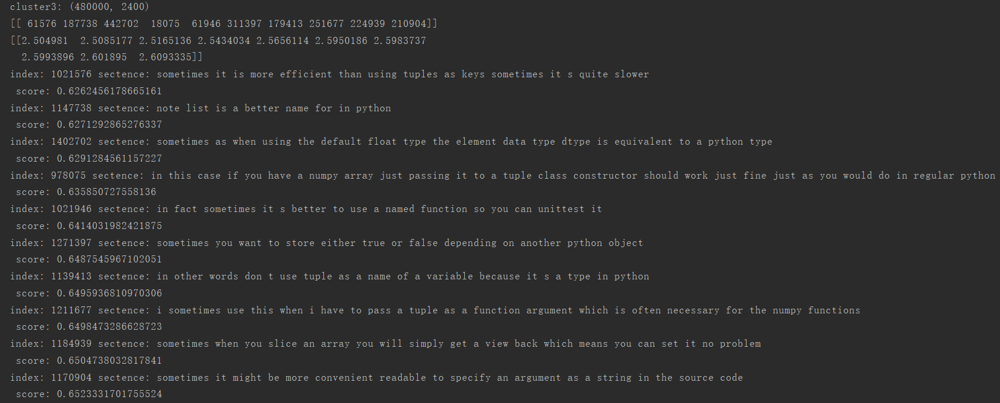 cluster3: (480000, 2400)
[[ 61576 187738 442702  18075  61946 311397 179413 251677 224939 210904]]
[[2.504981  2.5085177 2.5165136 2.5434034 2.5656114 2.5950186 2.5983737
  2.5993896 2.601895  2.6093335]]
index: 1021576 sectence: sometimes it is more efficient than using tuples as keys sometimes it s quite slower
 score: 0.6262456178665161
index: 1147738 sectence: note list is a better name for in python
 score: 0.6271292865276337
index: 1402702 sectence: sometimes as when using the default float type the element data type dtype is equivalent to a python type
 score: 0.6291284561157227
index: 978075 sectence: in this case if you have a numpy array just passing it to a tuple class constructor should work just fine just as you would do in regular python
 score: 0.635850727558136
index: 1021946 sectence: in fact sometimes it s better to use a named function so you can unittest it
 score: 0.6414031982421875
index: 1271397 sectence: sometimes you want to store either true or false depending on another python object
 score: 0.6487545967102051
index: 1139413 sectence: in other words don t use tuple as a name of a variable because it s a type in python
 score: 0.6495936810970306
index: 1211677 sectence: i sometimes use this when i have to pass a tuple as a function argument which is often necessary for the numpy functions
 score: 0.6498473286628723
index: 1184939 sectence: sometimes when you slice an array you will simply get a view back which means you can set it no problem
 score: 0.6504738032817841
index: 1170904 sectence: sometimes it might be more convenient readable to specify an argument as a string in the source code
 score: 0.6523331701755524